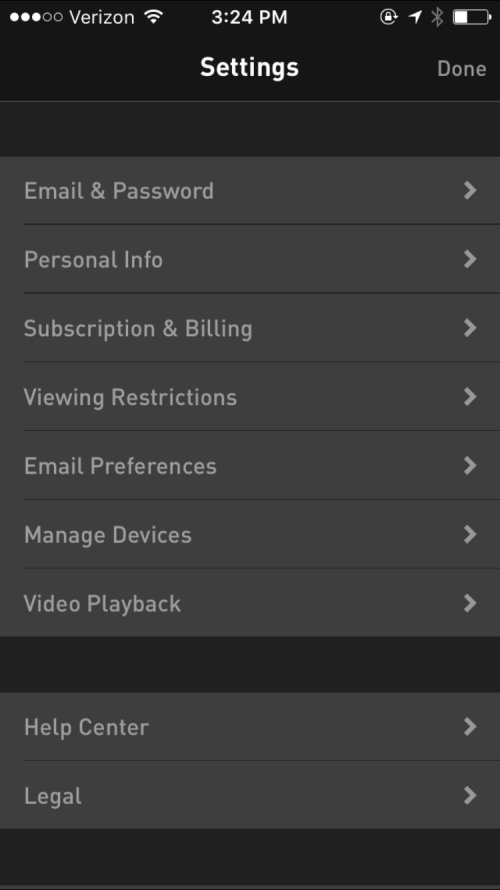 Verizon 3:24 PM
Settings Done
Email & Password
Personal Info
Subscription & Billing
Viewing Restrictions
Email Preferences
Manage Devices
Video Playback
Help Center
Legal